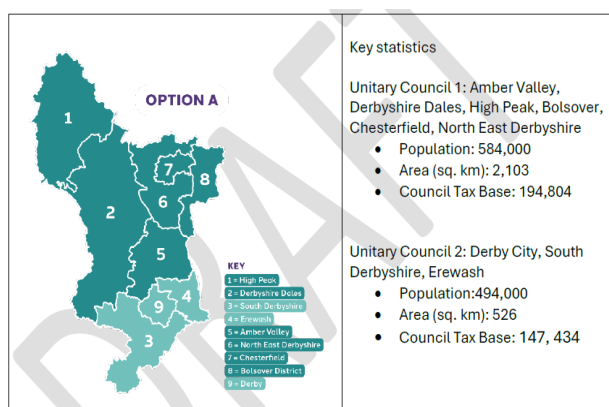 OPTION A
1
2
3
4
5
6
7
8
9
KEY
1 = High Peak
2 = Derbyshire Dales
3 = South Derbyshire
4 = Erewash
5 = Amber Valley
6 = North East Derbyshire
7 = Chesterfield
8 = Bolsover District
9 = Derby
Key statistics
Unitary Council 1: Amber Valley,
Derbyshire Dales, High Peak, Bolsover,
Chesterfield, North East Derbyshire
• Population: 584,000
• Area (sq. km): 2,103
• Council Tax Base: 194,804
Unitary Council 2: Derby City, South
Derbyshire, Erewash
• Population:494,000
• Area (sq. km): 526
• Council Tax Base: 147, 434
DRAFT